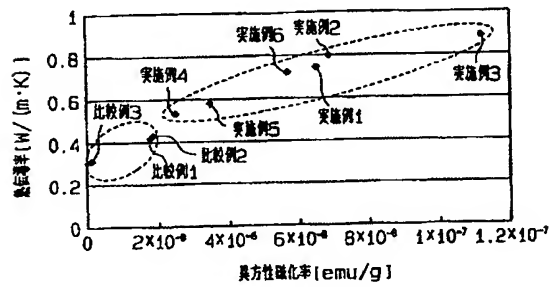 1
0.8
0.6
0.4
0.2
0
熱伝導率[W/(m·K)]
実施例6
実施例2
実施例4
実施例3
実施例5
実施例1
比較例3
比較例2
比較例1
0
2×10⁻⁸
4×10⁻⁸
6×10⁻⁸
8×10⁻⁸
1×10⁻⁷
1.2×10⁻⁷
異方性磁化率[emu/g]